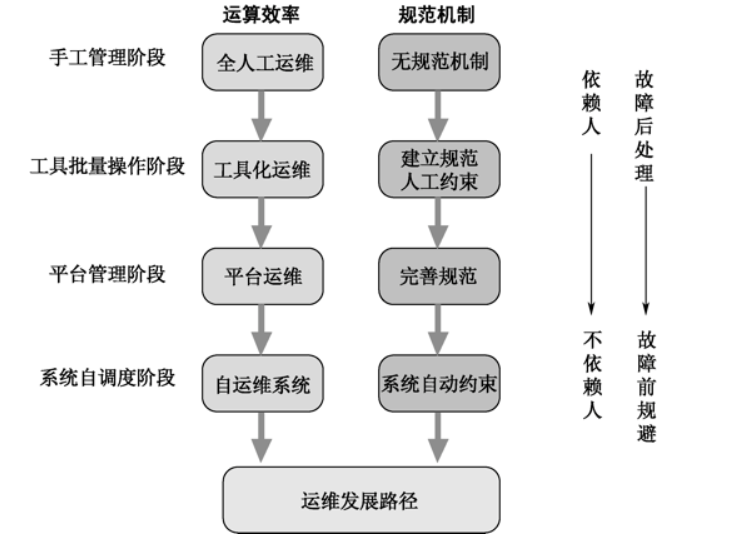 运算效率 规范机制
手工管理阶段 全人工运维 无规范机制
工具批量操作阶段 工具化运维 建立规范
人工约束
平台管理阶段 平台运维 完善规范
系统自调度阶段 自运维系统 系统自动约束
运维发展路径
依赖人
不依赖人
故障后处理
故障前规避